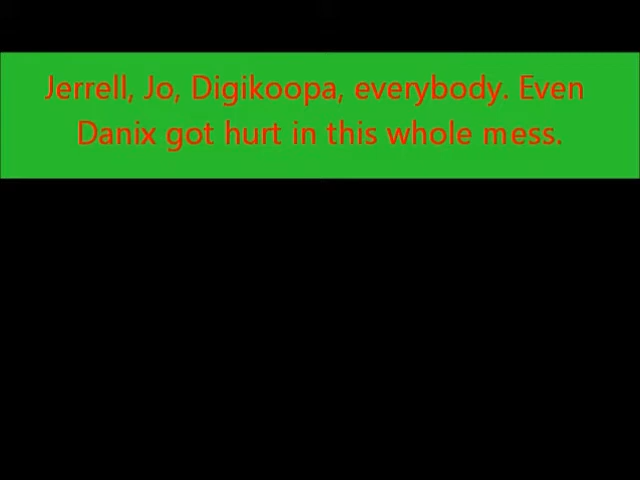 Jerrell, Jo, Digikoopa, everybody. Even
Danix got hurt in this whole mess.